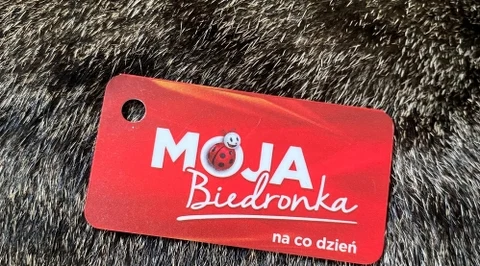 MOJA
Biedronka
na co dzień